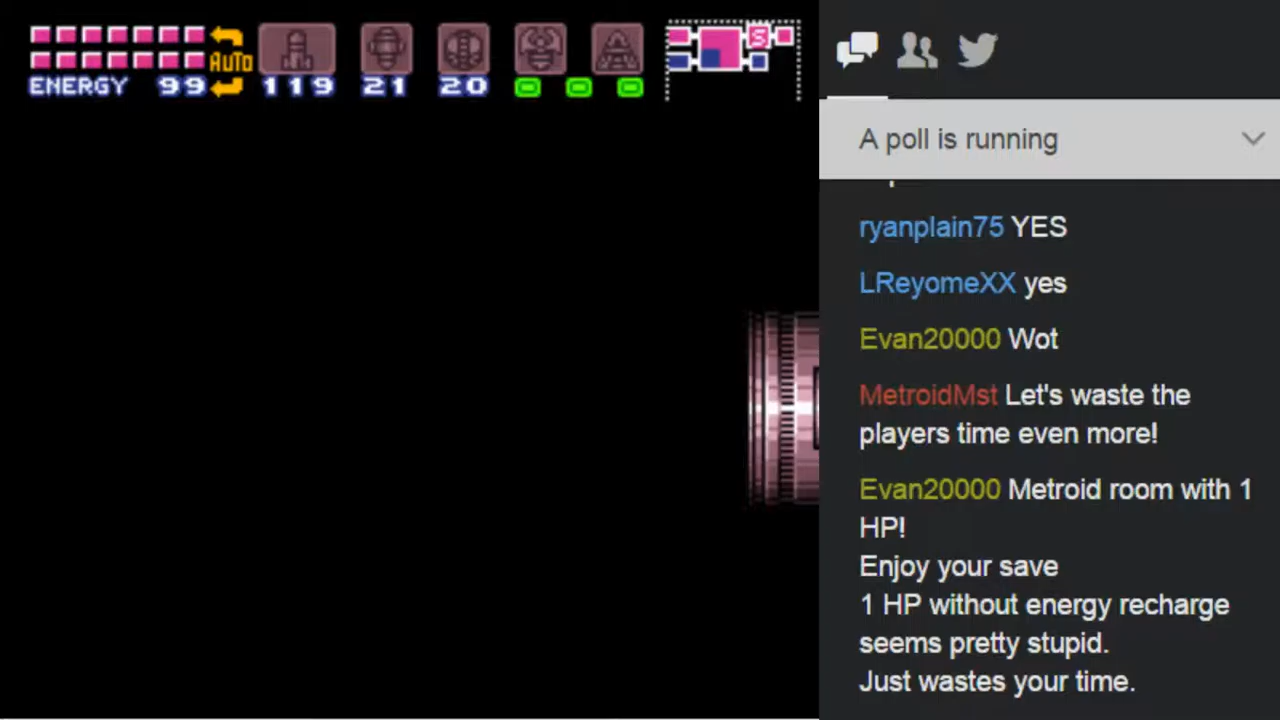 AUTO
ENERGY 99 119 21 20
S
A poll is running
ryanplain75 YES
LReyomeXX yes
Evan20000 Wot
MetroidMst Let's waste the
players time even more!
Evan20000 Metroid room with 1
HP!
Enjoy your save
1 HP without energy recharge
seems pretty stupid.
Just wastes your time.